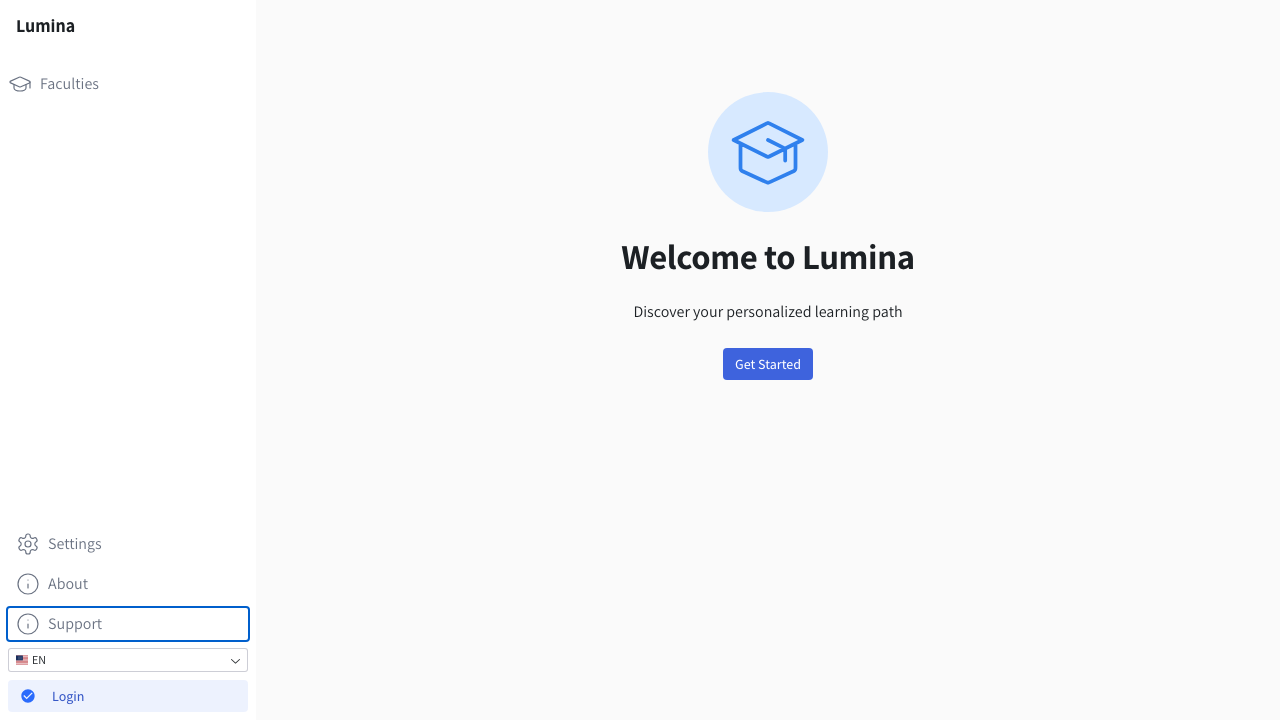 Lumina
Faculties
Welcome to Lumina
Discover your personalized learning path
Get Started
Settings
About
Support
EN
Login